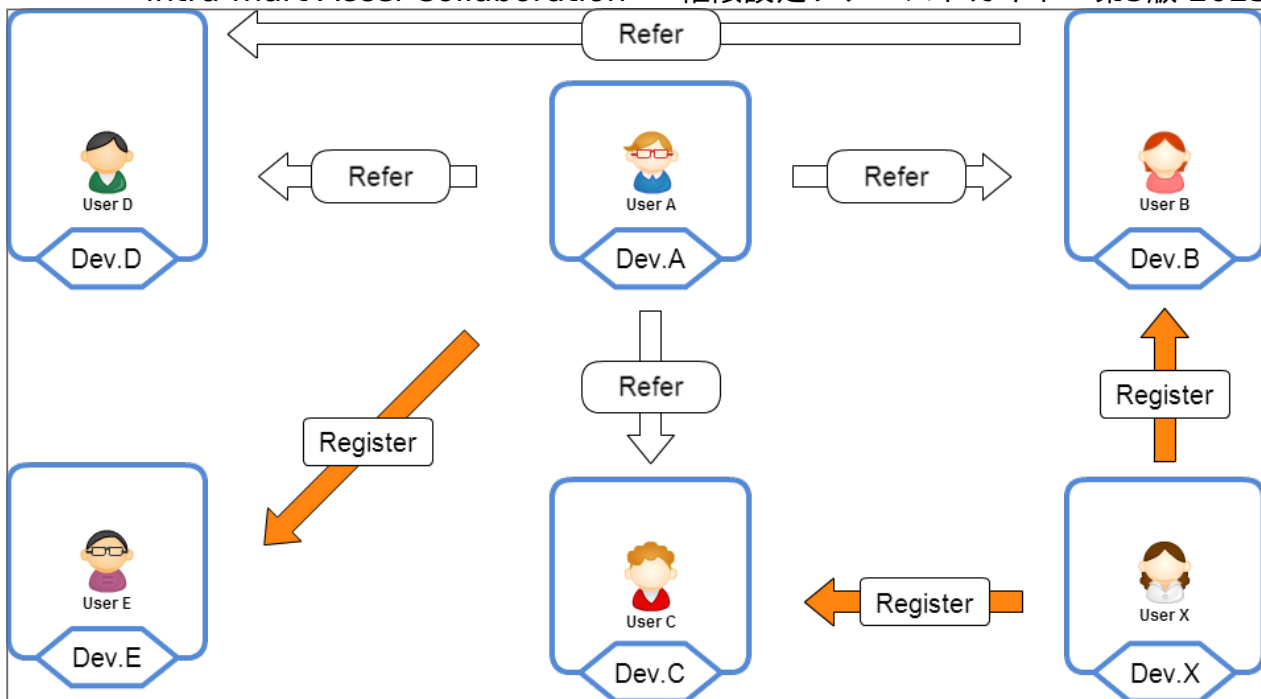 Refer
Refer
Refer
User D
User A
User B
Dev.D
Dev.A
Dev.B
Refer
Register
Register
User E
User C
Register
User X
Dev.E
Dev.C
Dev.X